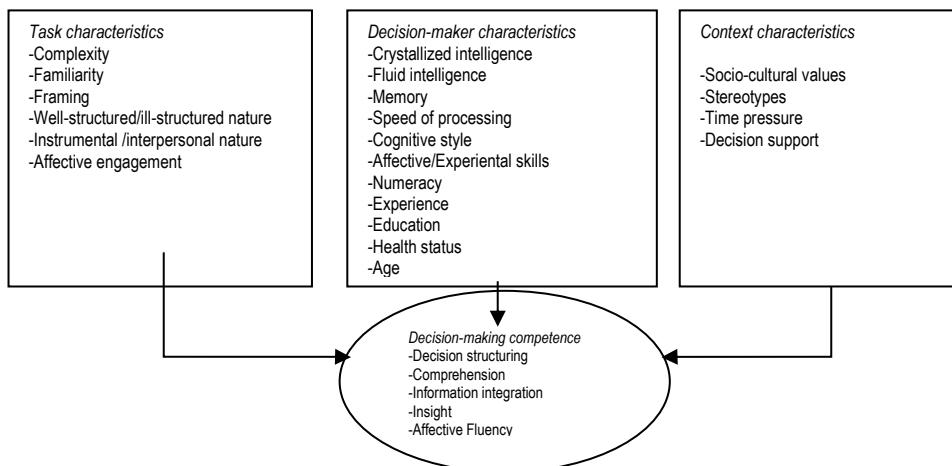 Task characteristics
-Complexity
-Familiarity
-Framing
-Well-structured/ill-structured nature
-Instrumental /interpersonal nature
-Affective engagement
Decision-maker characteristics
-Crystallized intelligence
-Fluid intelligence
-Memory
-Speed of processing
-Cognitive style
-Affective/Experiental skills
-Numeracy
-Experience
-Education
-Health status
-Age
Context characteristics
-Socio-cultural values
-Stereotypes
-Time pressure
-Decision support
Decision-making competence
-Decision structuring
-Comprehension
-Information integration
-Insight
-Affective Fluency